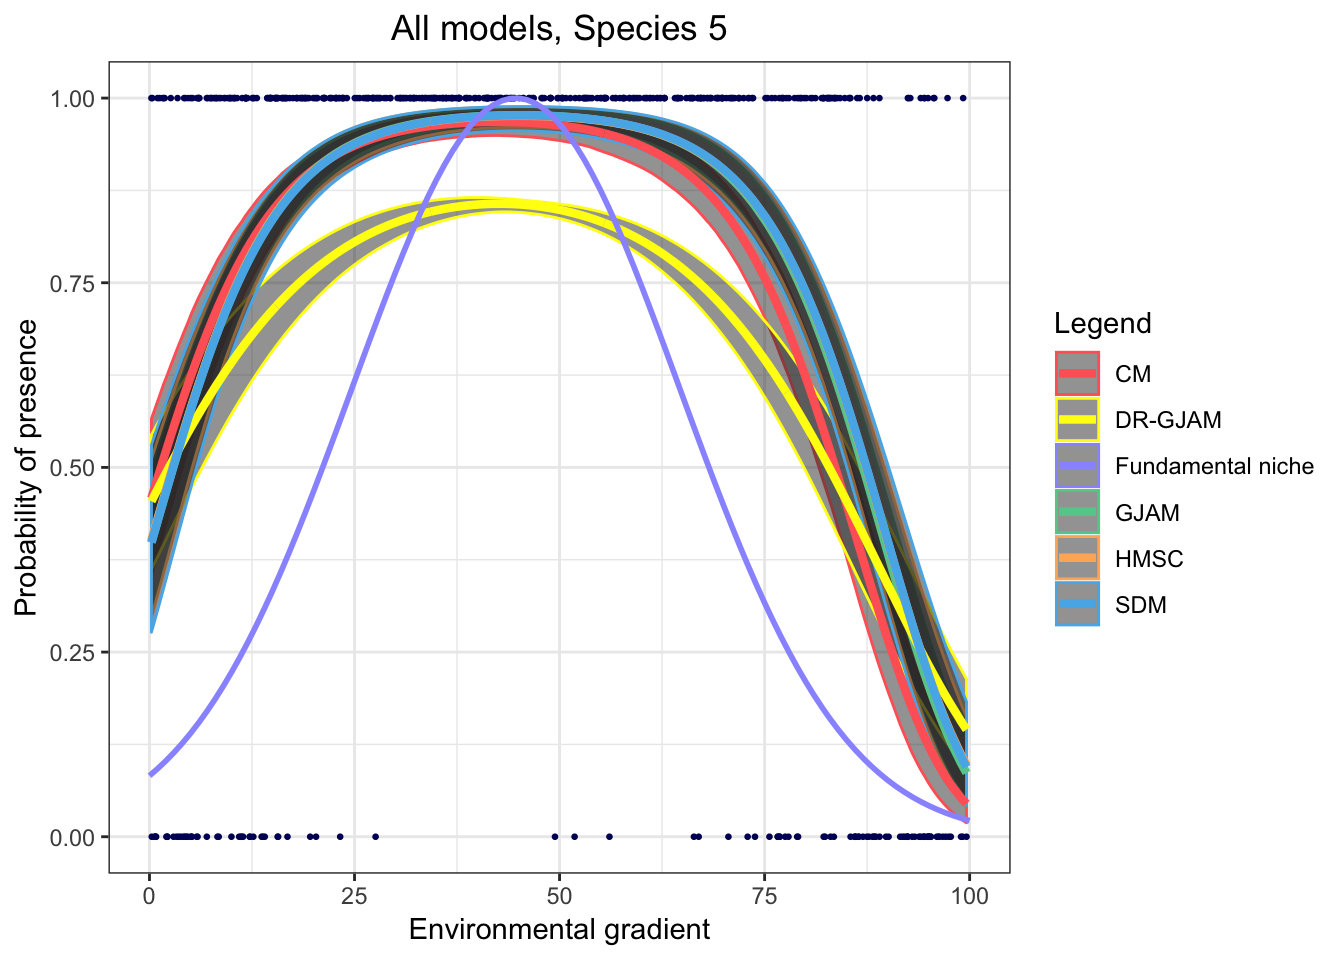 All models, Species 5
Probability of presence
1.00
0.75
0.50
0.25
0.00
0
25
50
75
100
Environmental gradient
Legend
CM
DR-GJAM
Fundamental niche
GJAM
HMSC
SDM